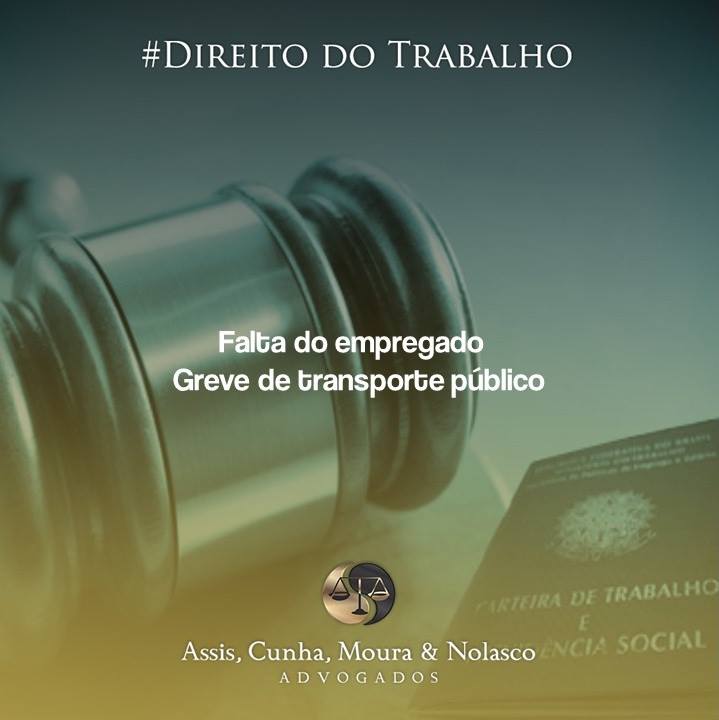 #Direito do Trabalho
Falta do empregado
Greve de transporte público
CARTEIRA DE TRABALHO
E
SOCIAL
Assis, Cunha, Moura & Nolasco
ADVOGADOS